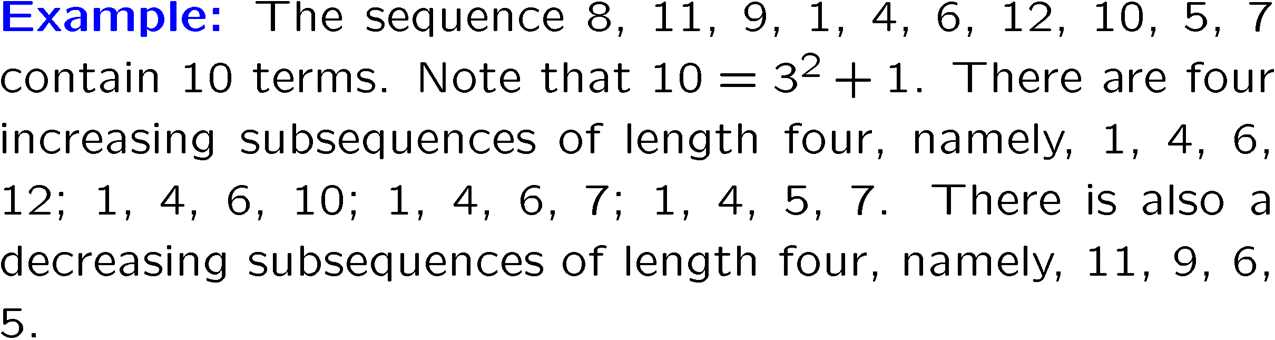 Example: The sequence 8, 11, 9, 1, 4, 6, 12, 10, 5, 7
contain 10 terms. Note that 10 = 3² + 1. There are four
increasing subsequences of length four, namely, 1, 4, 6,
12; 1, 4, 6, 10; 1, 4, 6, 7; 1, 4, 5, 7. There is also a
decreasing subsequences of length four, namely, 11, 9, 6,
5.